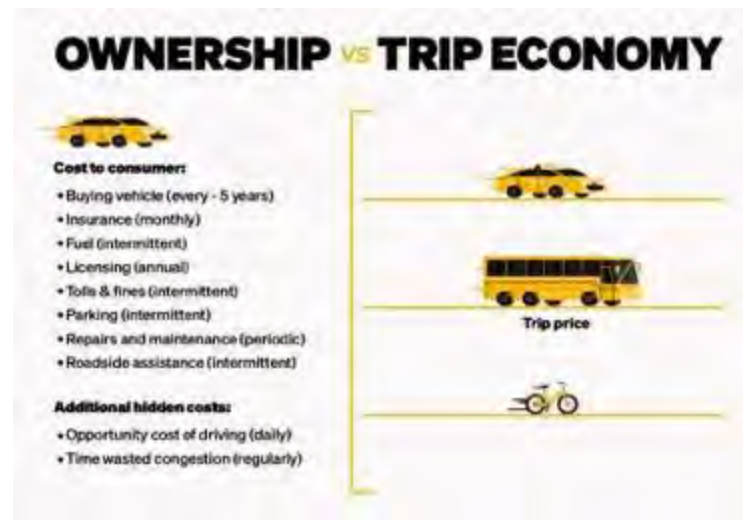 OWNERSHIP vs TRIP ECONOMY
Cost to consumer:
• Buying vehicle (every - 5 years)
• Insurance (monthly)
• Fuel (intermittent)
• Licensing (annual)
• Tolls & fines (intermittent)
• Parking (intermittent)
• Repairs and maintenance (periodic)
• Roadside assistance (intermittent)
Additional hidden costs:
• Opportunity cost of driving (daily)
• Time wasted congestion (regularly)
Trip price